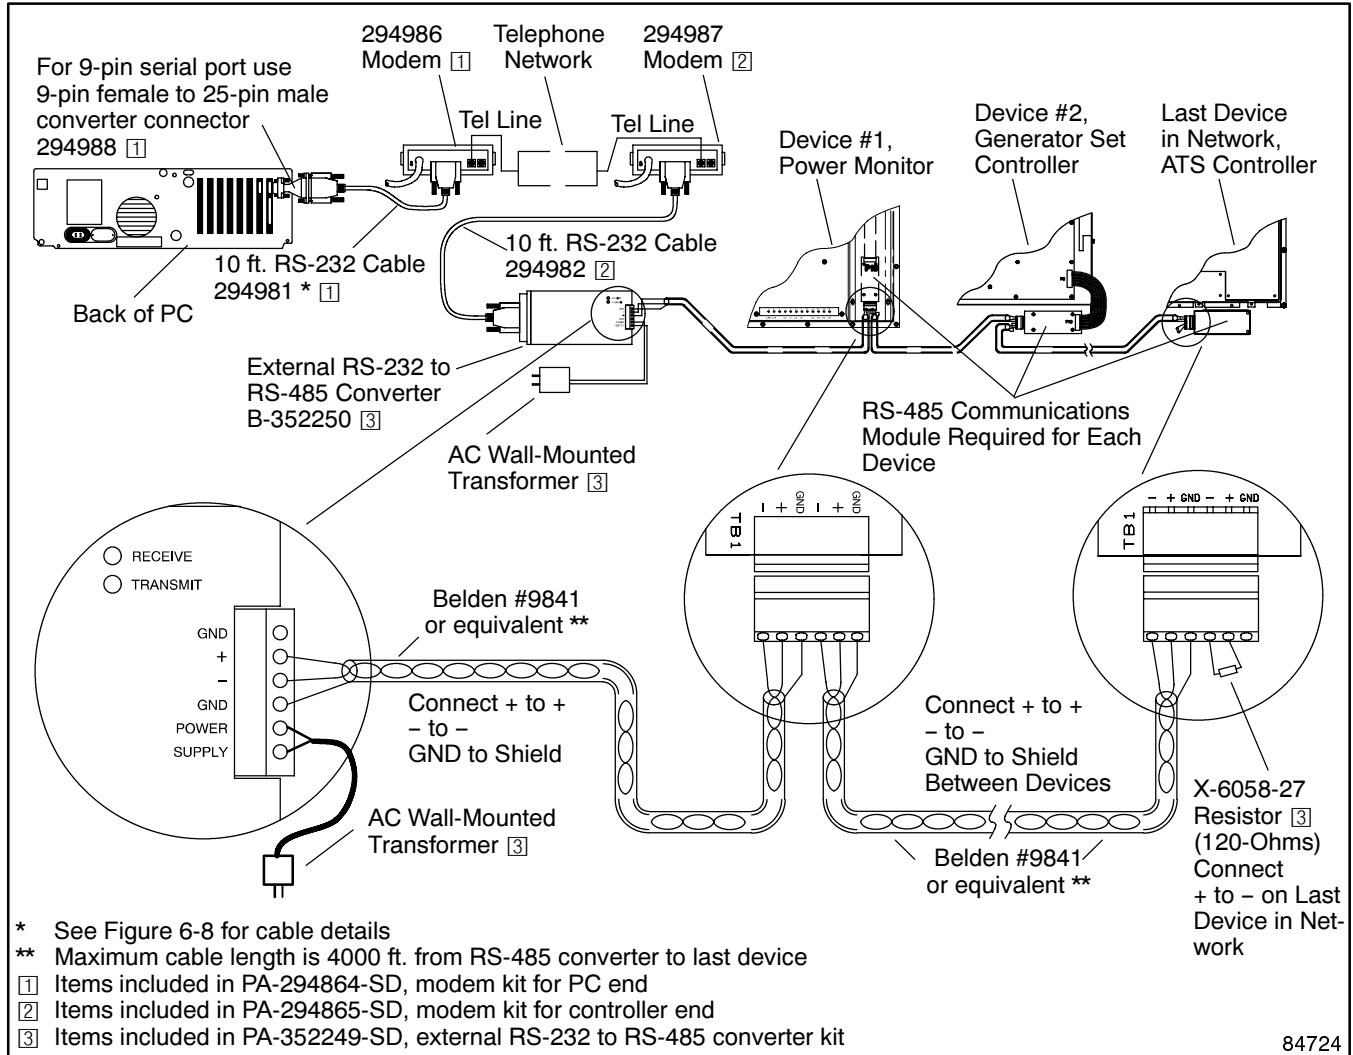 294986
Modem 1
Telephone
Network
294987
Modem 2
For 9-pin serial port use
9-pin female to 25-pin male
converter connector
294988 1
Tel Line
Tel Line
Device #1,
Power Monitor
Device #2,
Generator Set
Controller
Last Device
in Network,
ATS Controller
10 ft. RS-232 Cable
294981 * 1
Back of PC
10 ft. RS-232 Cable
294982 2
External RS-232 to
RS-485 Converter
B-352250 3
AC Wall-Mounted
Transformer 3
RS-485 Communications
Module Required for Each
Device
RECEIVE
TRANSMIT
GND
+
−
GND
POWER
SUPPLY
Belden #9841
or equivalent **
Connect + to +
− to −
GND to Shield
AC Wall-Mounted
Transformer 3
TB1
− + GND − + GND
TB1
− + GND − + GND
Connect + to +
− to −
GND to Shield
Between Devices
Belden #9841
or equivalent **
X-6058-27
Resistor 3
(120-Ohms)
Connect
+ to − on Last
Device in Net-
work
* See Figure 6-8 for cable details
** Maximum cable length is 4000 ft. from RS-485 converter to last device
1 Items included in PA-294864-SD, modem kit for PC end
2 Items included in PA-294865-SD, modem kit for controller end
3 Items included in PA-352249-SD, external RS-232 to RS-485 converter kit
84724